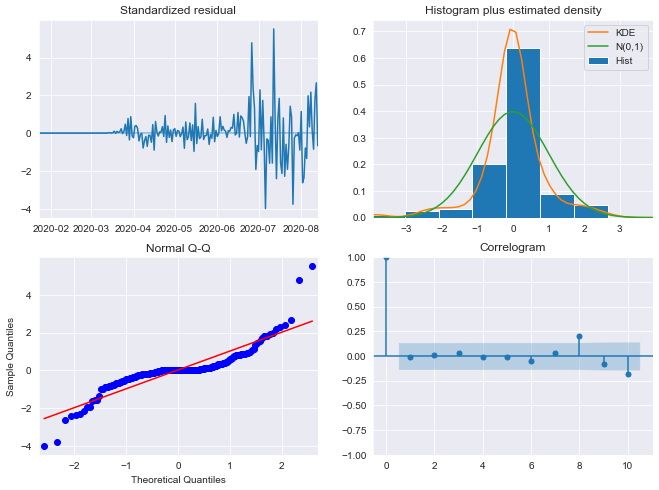 Standardized residual
4
2
0
−2
−4
2020-02 2020-03 2020-04 2020-05 2020-06 2020-07 2020-08
Histogram plus estimated density
KDE
N(0,1)
Hist
0.7
0.6
0.5
0.4
0.3
0.2
0.1
0.0
−3 −2 −1 0 1 2 3
Normal Q-Q
Sample Quantiles
4
2
0
−2
−4
−2 −1 0 1 2
Theoretical Quantiles
Correlogram
1.00
0.75
0.50
0.25
0.00
−0.25
−0.50
−0.75
−1.00
0 2 4 6 8 10